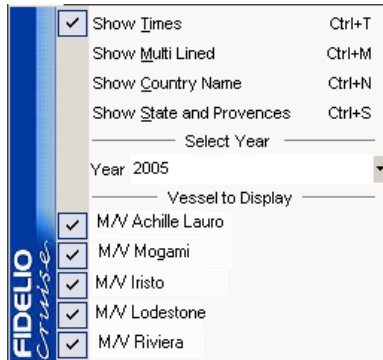 Show Times Ctrl+T
Show Multi Lined Ctrl+M
Show Country Name Ctrl+N
Show State and Provences Ctrl+S
Select Year
Year 2005
Vessel to Display
M/V Achille Lauro
M/V Mogami
M/V Iristo
M/V Lodestone
M/V Riviera
FIDELIO
cruise